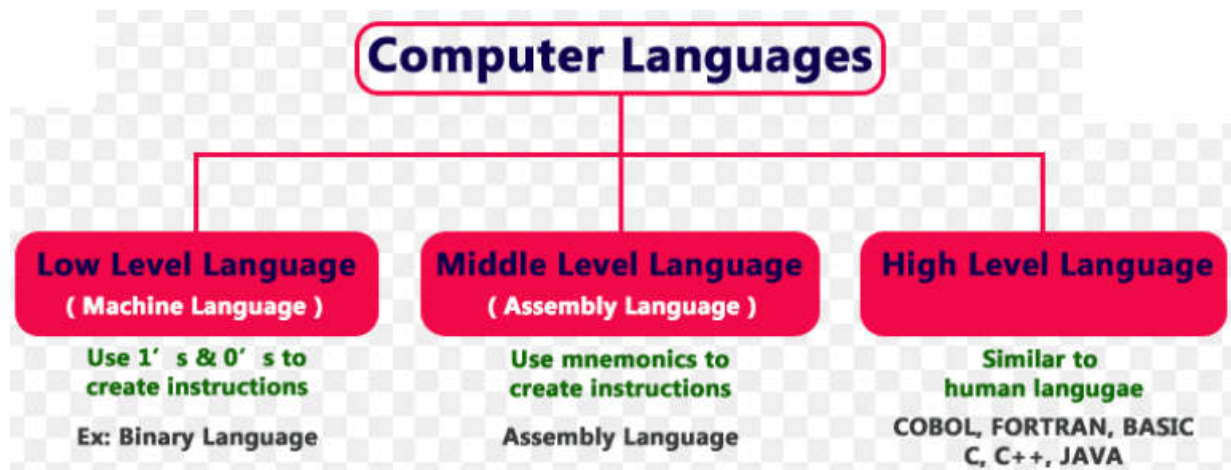 Computer Languages
Low Level Language
( Machine Language )
Use 1′ s & 0′ s to
create instructions
Ex: Binary Language
Middle Level Language
( Assembly Language )
Use mnemonics to
create instructions
Assembly Language
High Level Language
Similar to
human langugae
COBOL, FORTRAN, BASIC
C, C++, JAVA